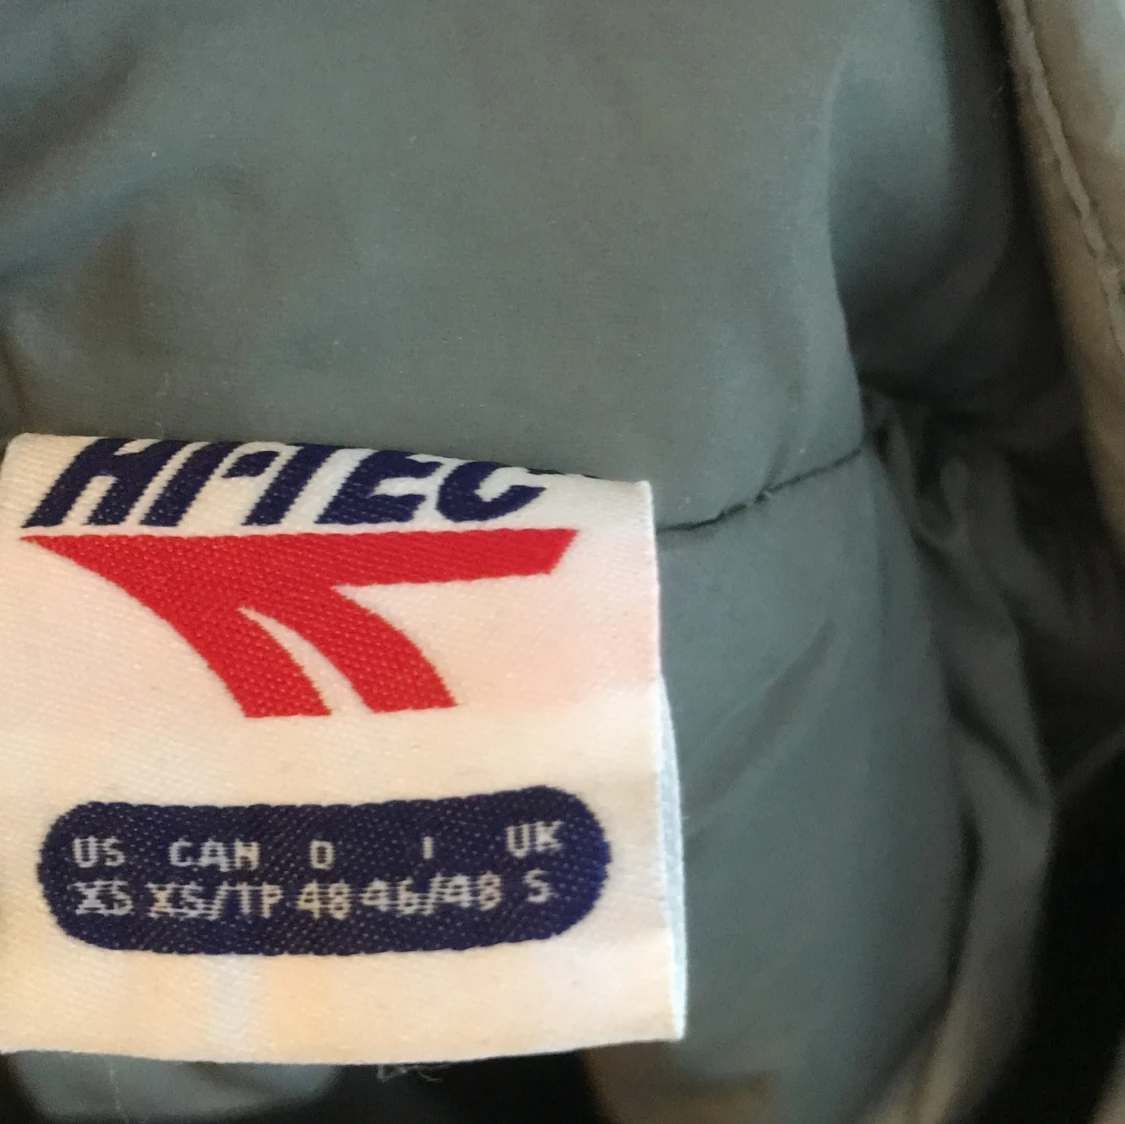 HI-TEC
US CAN D I UK
XS XS/TP 48 46/48 S